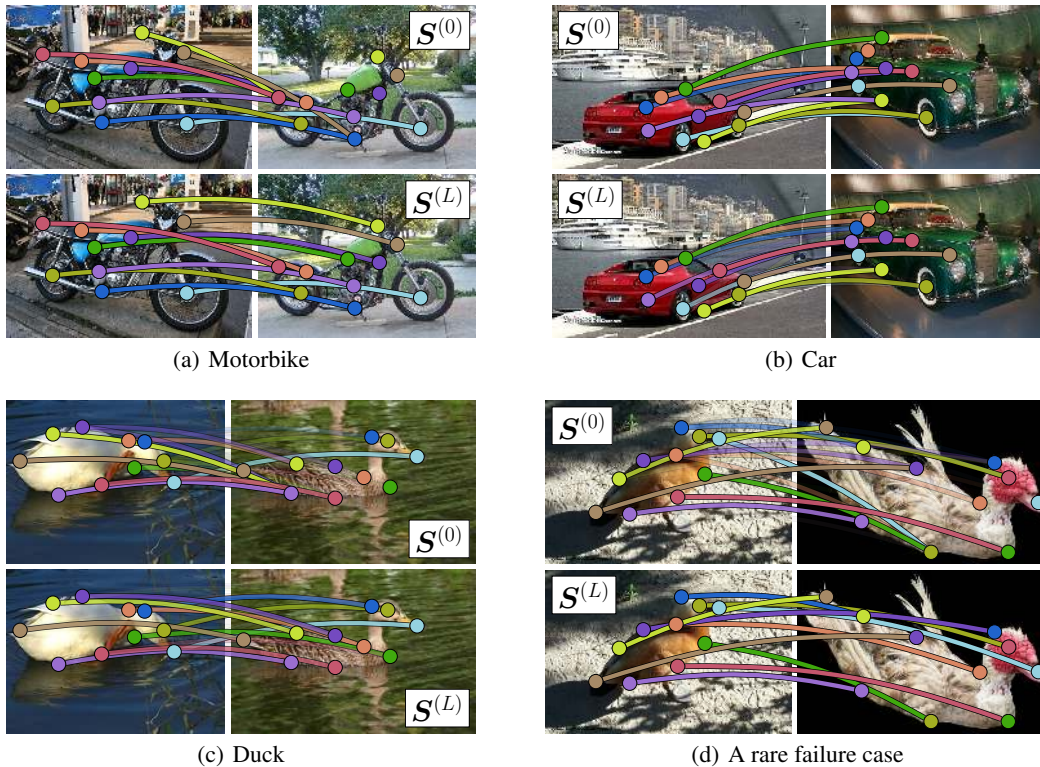 S^(0)
S^(0)
S^(L)
S^(L)
(a) Motorbike
(b) Car
S^(0)
S^(0)
S^(L)
S^(L)
(c) Duck
(d) A rare failure case